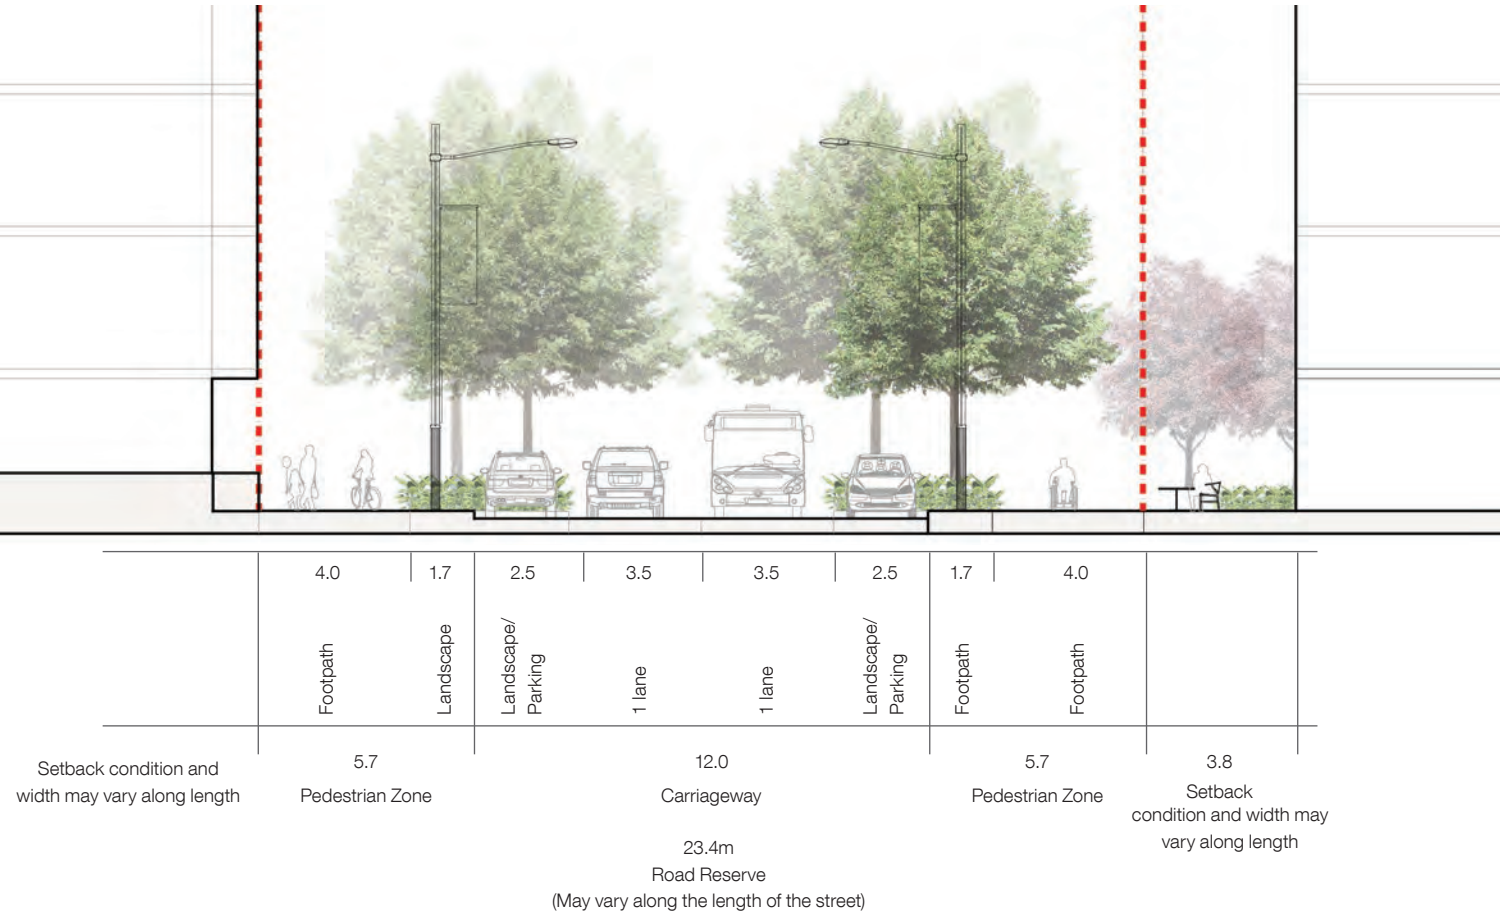 4.0
1.7
2.5
3.5
3.5
2.5
1.7
4.0
Footpath
Landscape
Landscape/
Parking
1 lane
1 lane
Landscape/
Parking
Footpath
Footpath
Setback condition and
width may vary along length
5.7
Pedestrian Zone
12.0
Carriageway
5.7
Pedestrian Zone
3.8
Setback
condition and width may
vary along length
23.4m
Road Reserve
(May vary along the length of the street)